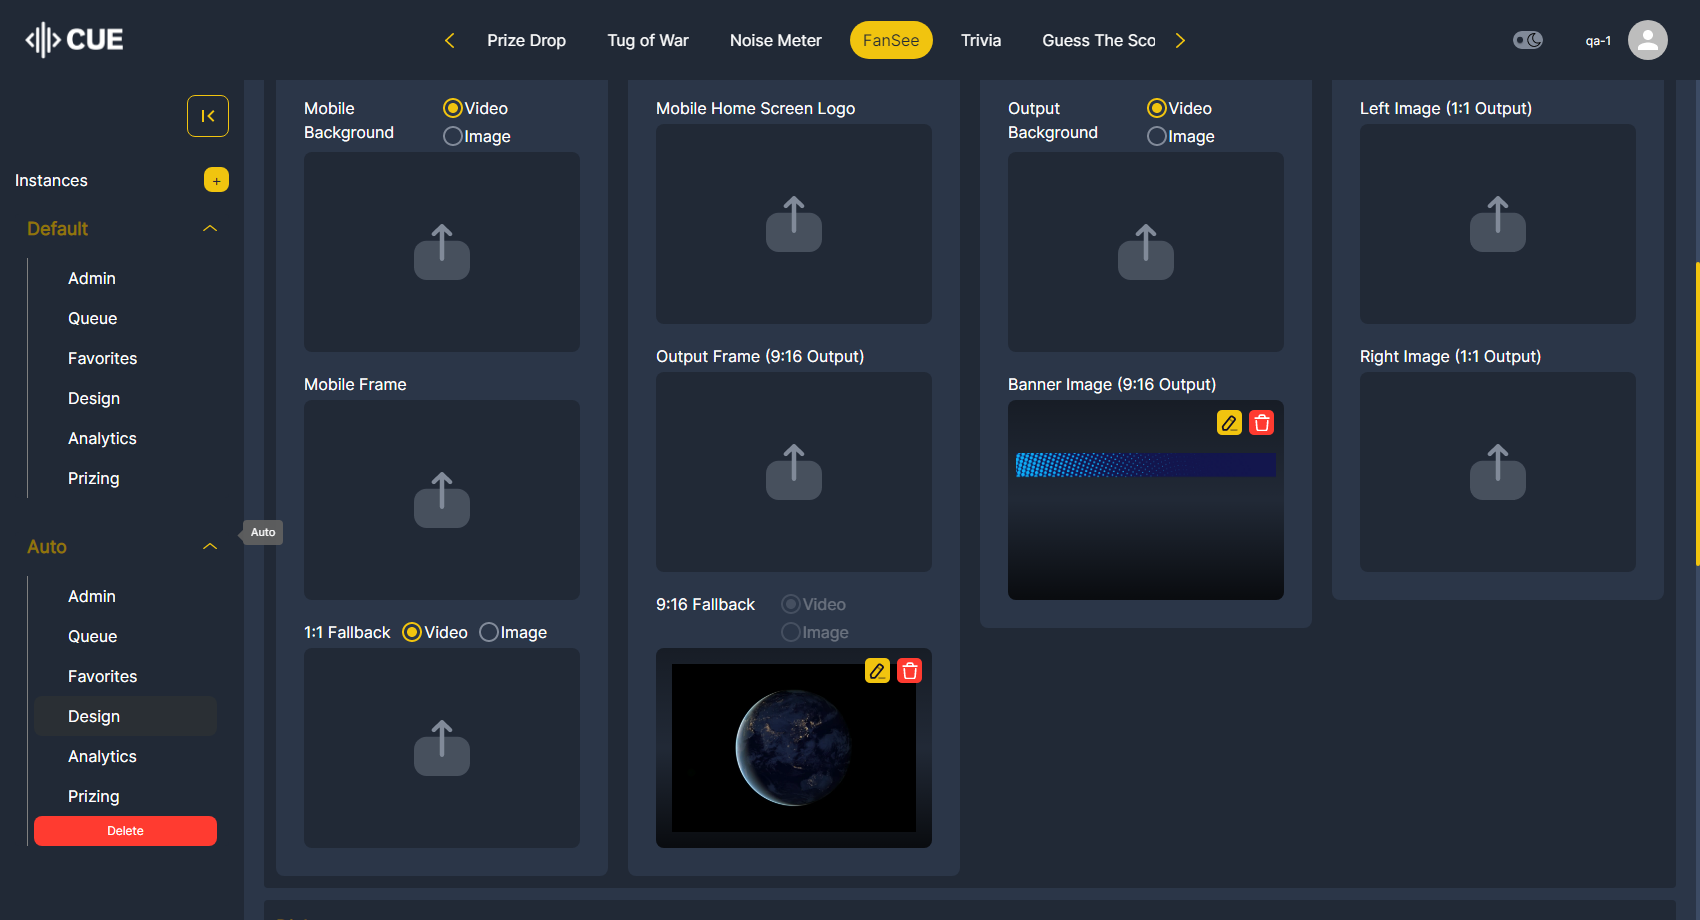 CUE
Prize Drop
Tug of War
Noise Meter
FanSee
Trivia
Guess The Sco
qa-1
Instances
+
Default
Admin
Queue
Favorites
Design
Analytics
Prizing
Auto
Auto
Admin
Queue
Favorites
Design
Analytics
Prizing
Delete
Mobile
Background
Video
Image
Mobile Frame
1:1 Fallback
Video
Image
Mobile Home Screen Logo
Output Frame (9:16 Output)
9:16 Fallback
Video
Image
Output
Background
Video
Image
Banner Image (9:16 Output)
Left Image (1:1 Output)
Right Image (1:1 Output)